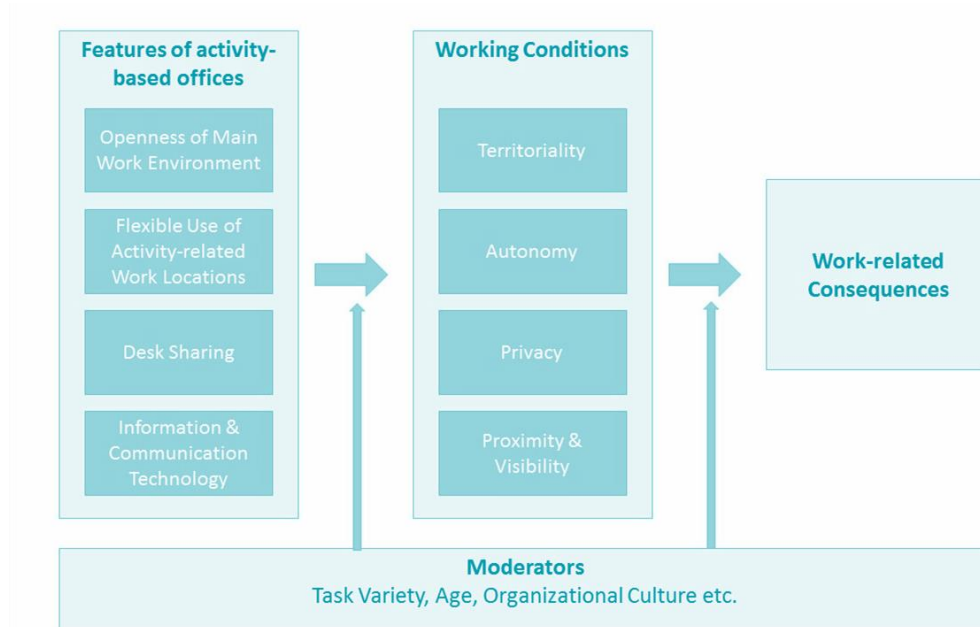 Features of activity-
based offices
Openness of Main
Work Environment
Flexible Use of
Activity-related
Work Locations
Desk Sharing
Information &
Communication
Technology
Working Conditions
Territoriality
Autonomy
Privacy
Proximity &
Visibility
Work-related
Consequences
Moderators
Task Variety, Age, Organizational Culture etc.